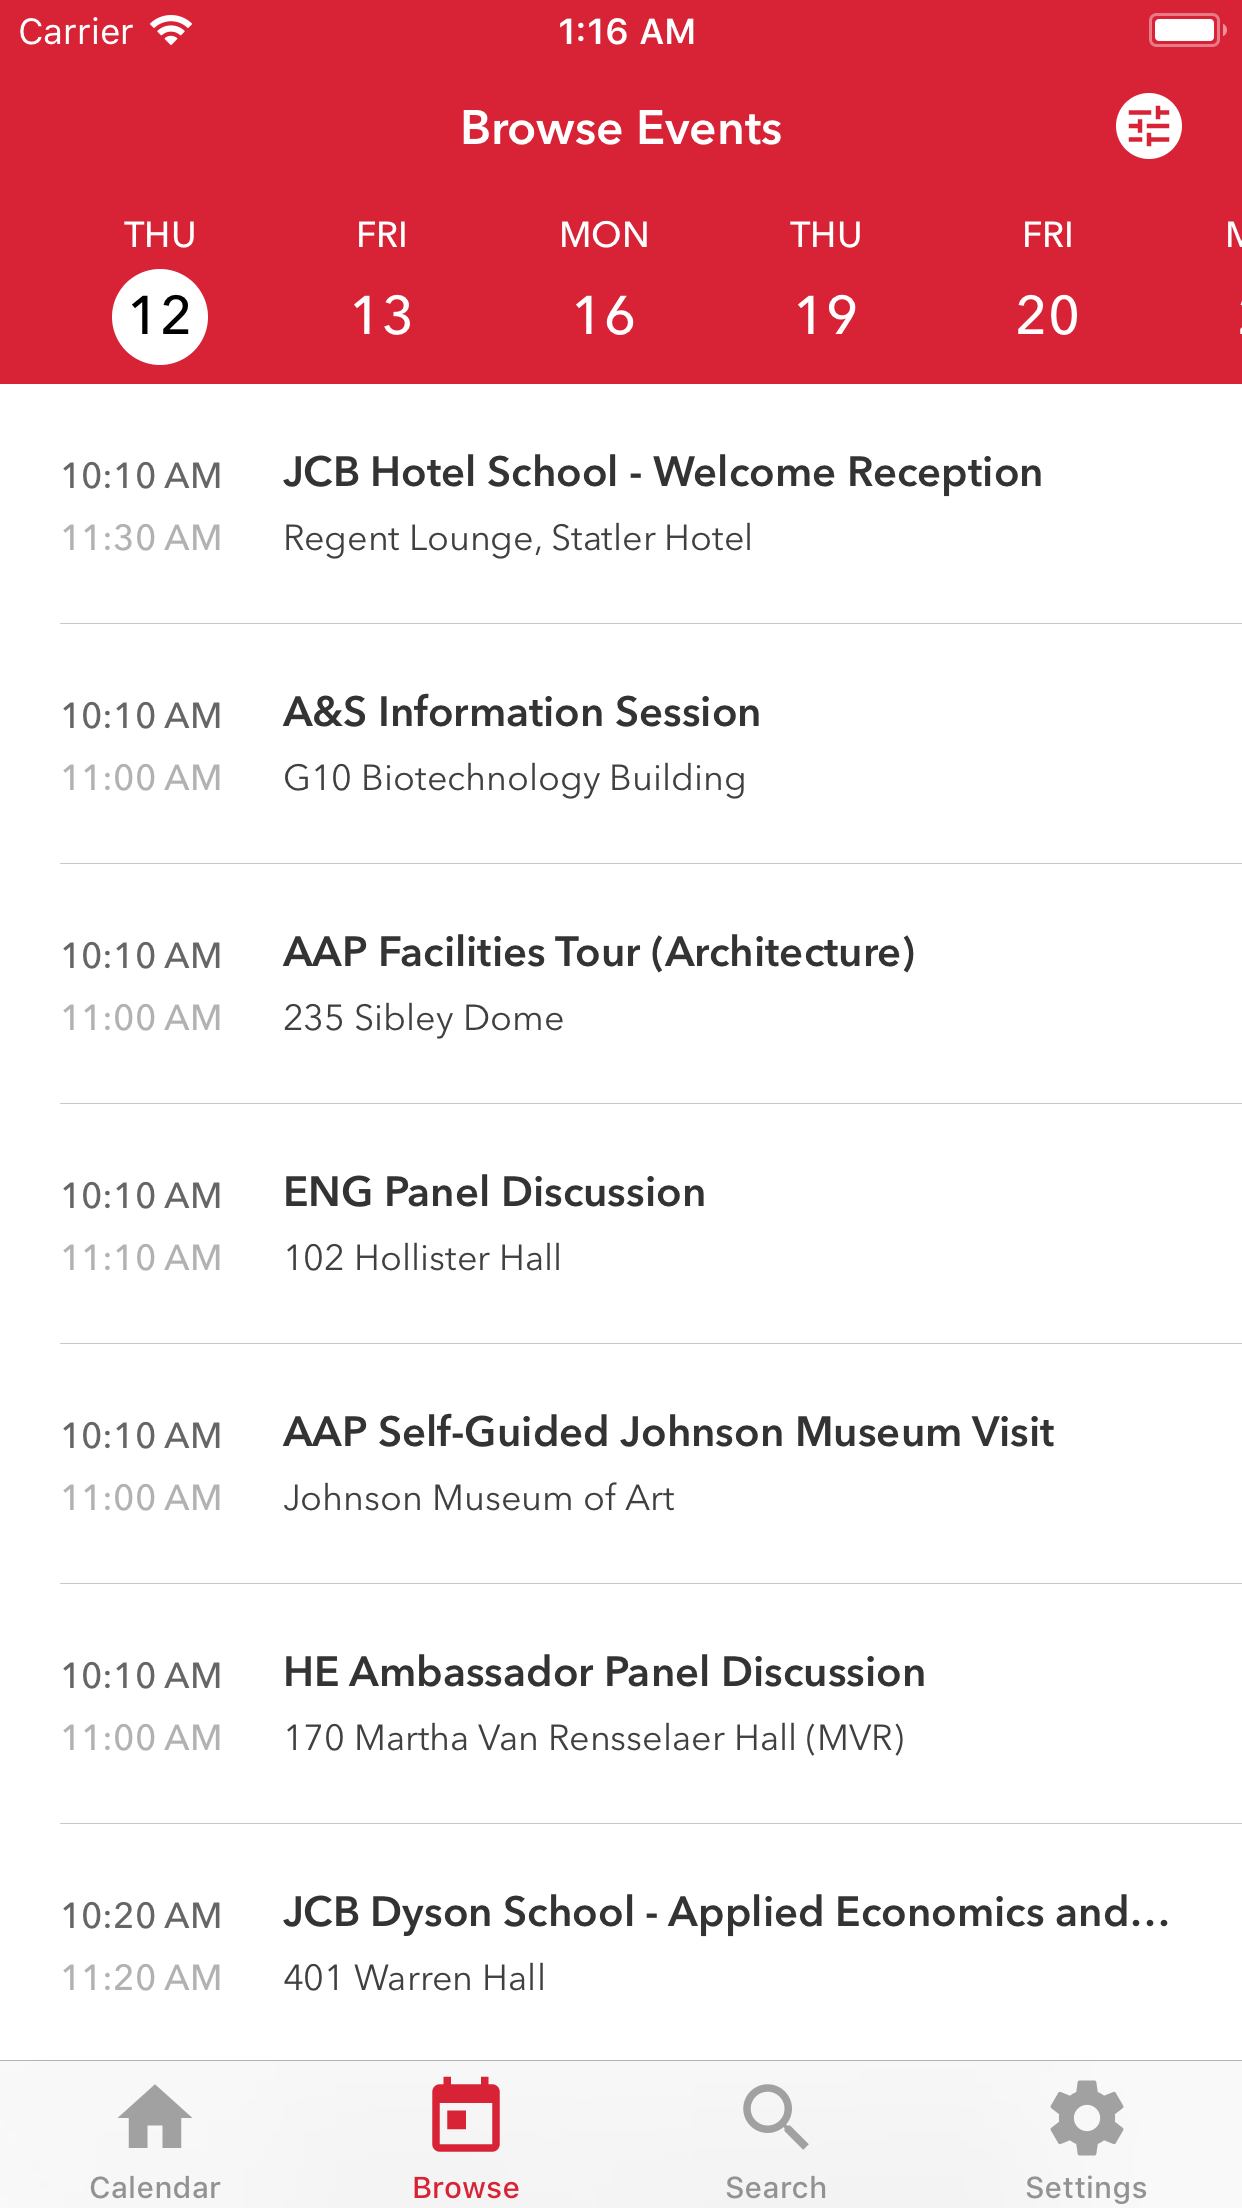 Carrier 1:16 AM
Browse Events
THU FRI MON THU FRI
12 13 16 19 20
10:10 AM JCB Hotel School - Welcome Reception
11:30 AM Regent Lounge, Statler Hotel
10:10 AM A&S Information Session
11:00 AM G10 Biotechnology Building
10:10 AM AAP Facilities Tour (Architecture)
11:00 AM 235 Sibley Dome
10:10 AM ENG Panel Discussion
11:10 AM 102 Hollister Hall
10:10 AM AAP Self-Guided Johnson Museum Visit
11:00 AM Johnson Museum of Art
10:10 AM HE Ambassador Panel Discussion
11:00 AM 170 Martha Van Rensselaer Hall (MVR)
10:20 AM JCB Dyson School - Applied Economics and...
11:20 AM 401 Warren Hall
Calendar Browse Search Settings